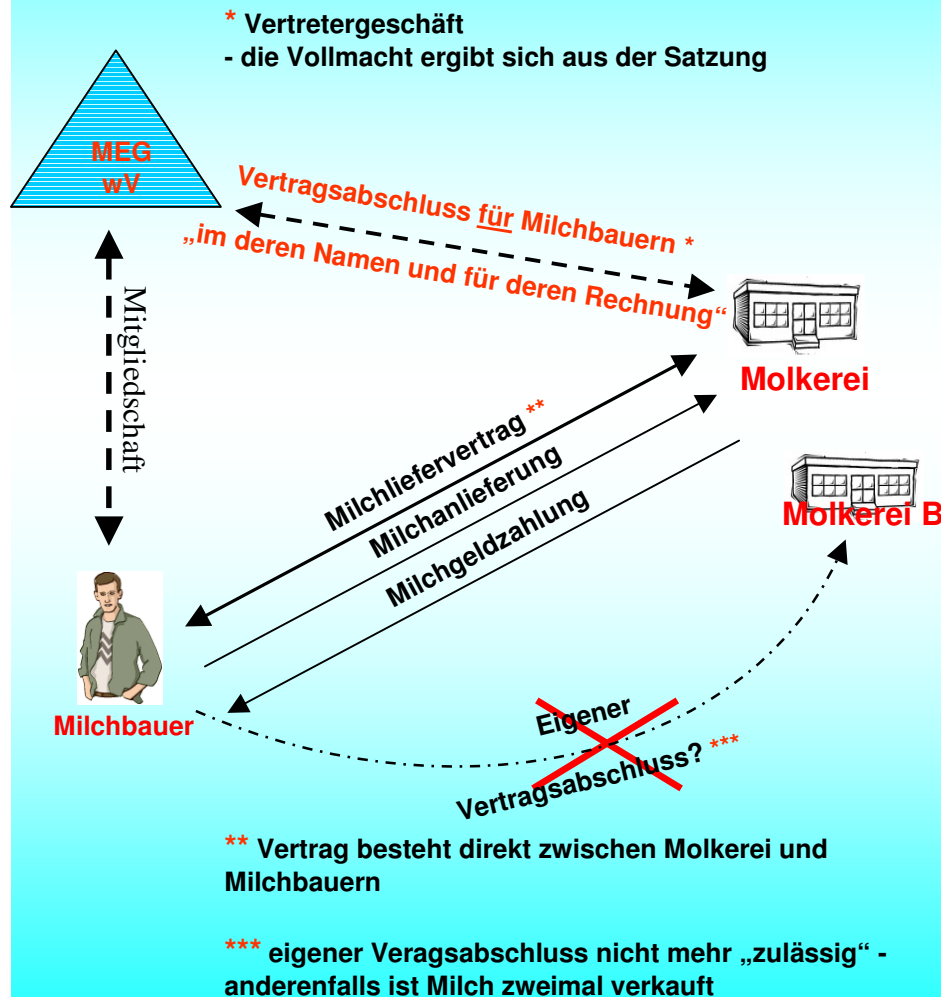 * Vertretergeschäft
- die Vollmacht ergibt sich aus der Satzung
MEG
wV
Vertragsabschluss für Milchbauern *
„im deren Namen und für deren Rechnung“
Mitgliedschaft
Molkerei
Milchliefervertrag **
Milchanlieferung
Milchgeldzahlung
Molkerei B
Milchbauer
Eigener
Vertragsabschluss? ***
** Vertrag besteht direkt zwischen Molkerei und
Milchbauern
*** eigener Veragsabschluss nicht mehr „zulässig“ -
anderenfalls ist Milch zweimal verkauft